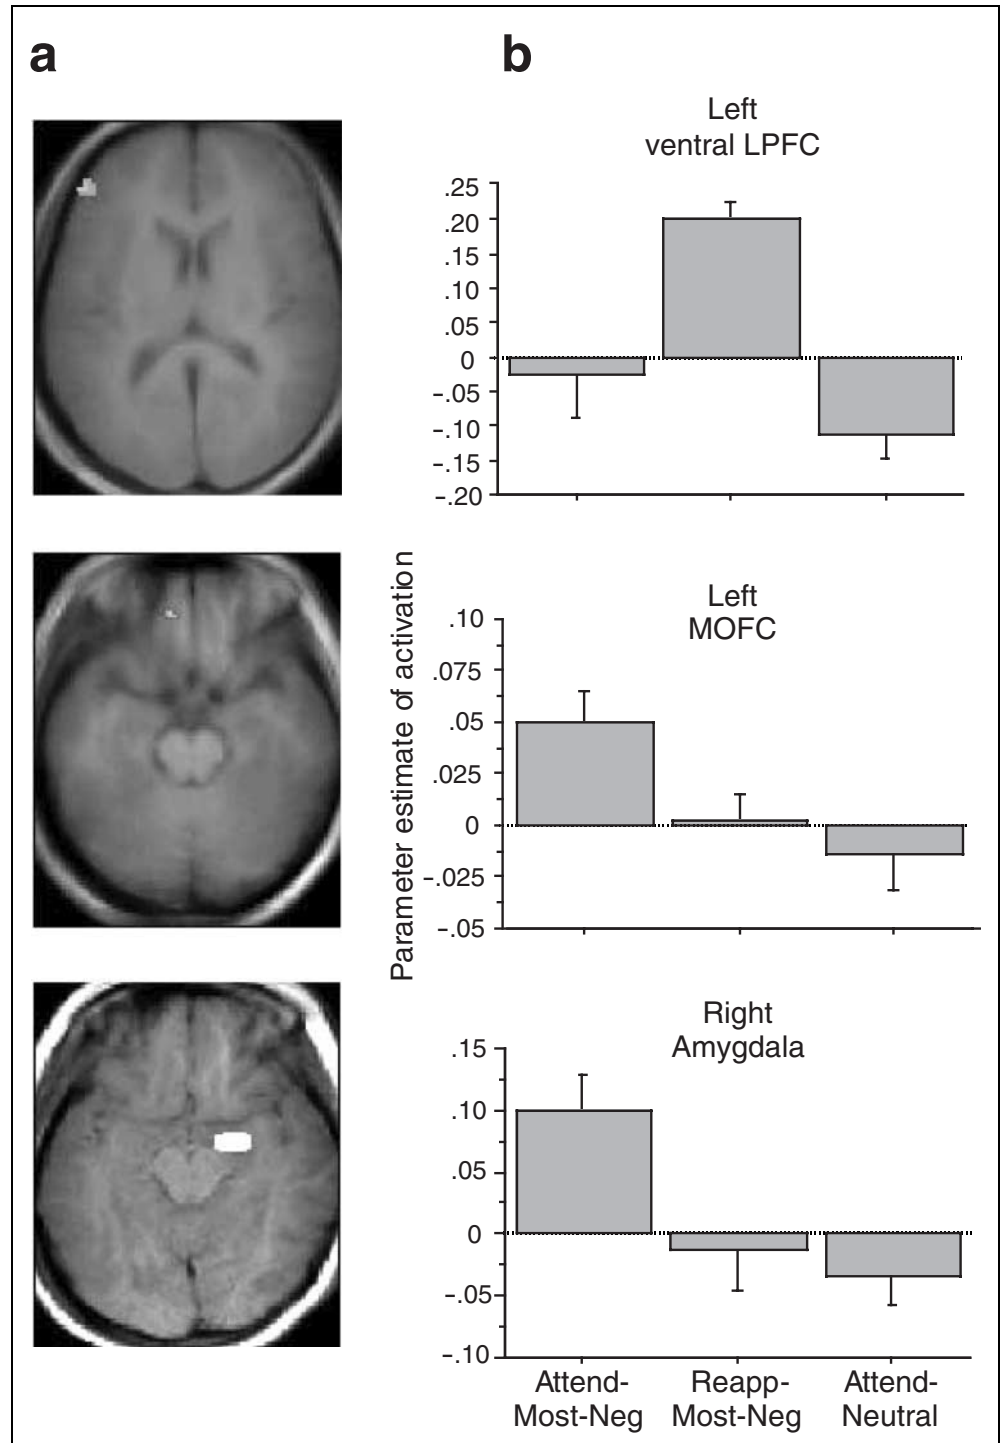 a
b
Left
ventral LPFC
.25
.20
.15
.10
.05
0
-.05
-.10
-.15
-.20
Parameter estimate of activation
Left
MOFC
.10
.075
.05
.025
0
-.025
-.05
Right
Amygdala
.15
.10
.05
0
-.05
-.10
Attend-
Most-Neg
Reapp-
Most-Neg
Attend-
Neutral